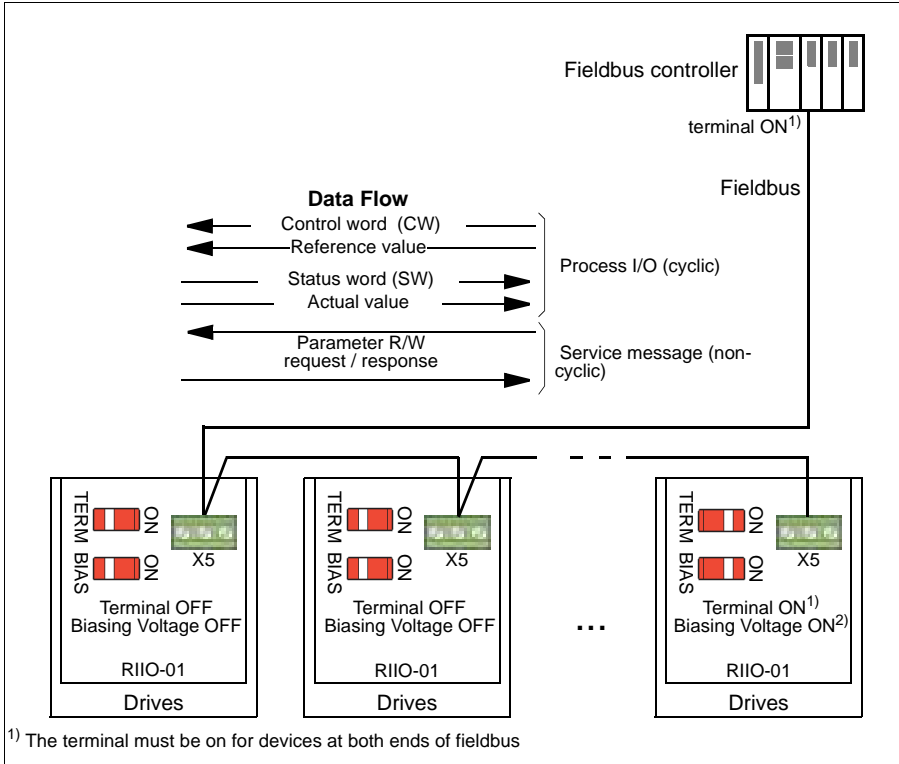 Fieldbus controller
terminal ON1)
Fieldbus
Data Flow
Control word (CW)
Reference value
Status word (SW)
Actual value
Process I/O (cyclic)
Parameter R/W
request / response
Service message (non-
cyclic)
TERM
ON
BIAS
ON
X5
Terminal OFF
Biasing Voltage OFF
RIIO-01
Drives
TERM
ON
BIAS
ON
X5
Terminal OFF
Biasing Voltage OFF
RIIO-01
Drives
...
TERM
ON
BIAS
ON
X5
Terminal ON1)
Biasing Voltage ON2)
RIIO-01
Drives
1) The terminal must be on for devices at both ends of fieldbus